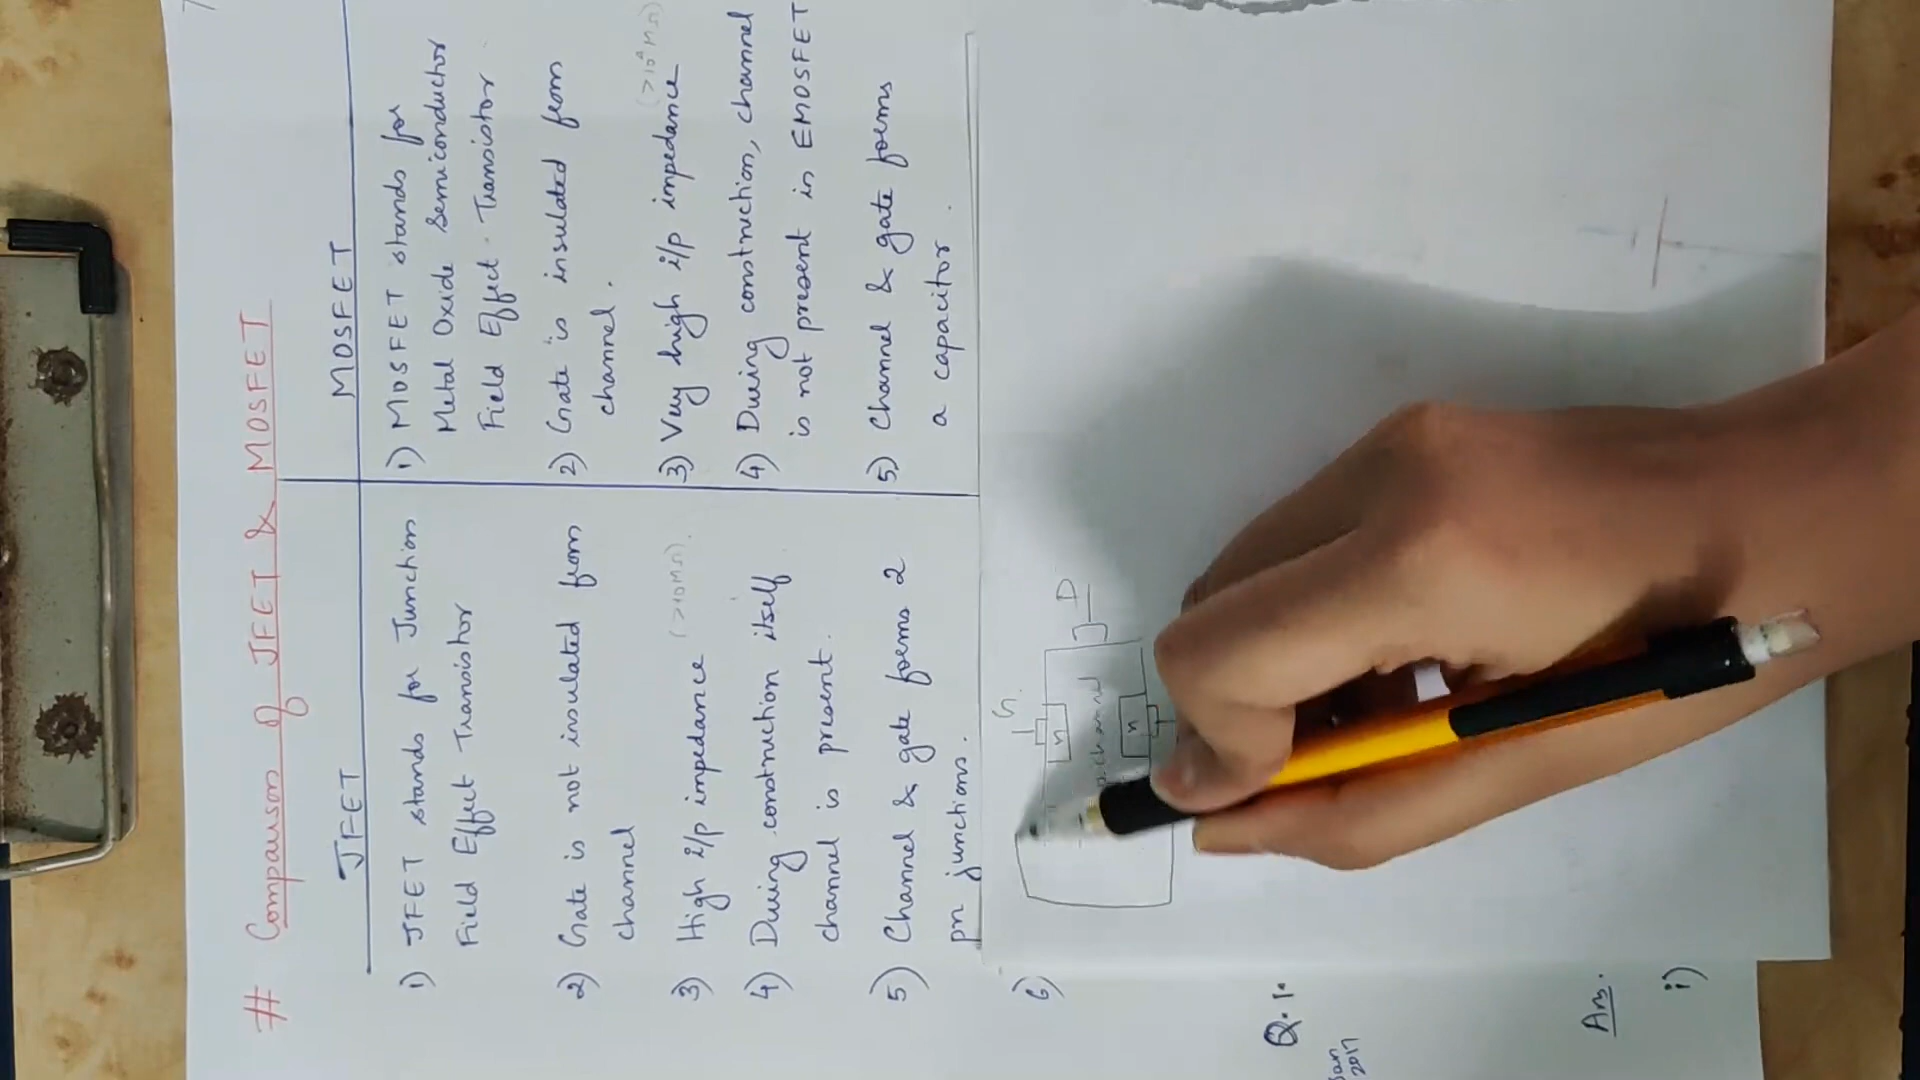 # Comparison of JFET & MOSFET
JFET
MOSFET
1) JFET stands for Junction
Field Effect Transistor
1) MOSFET stands for
Metal Oxide Semiconductor
Field Effect Transistor
2) Gate is not insulated from
channel
2) Gate is insulated from
channel.
3) High i/p impedance (>10MΩ).
3) Very high i/p impedance (>10⁴MΩ)
4) During construction itself
channel is present.
4) During construction, channel
is not present in EMOSFET
5) Channel & gate forms 2
pn junctions.
5) Channel & gate forms
a capacitor.
6)
G
D
n
n
channel
Q.1.
Jan
2017
Ans.
i)